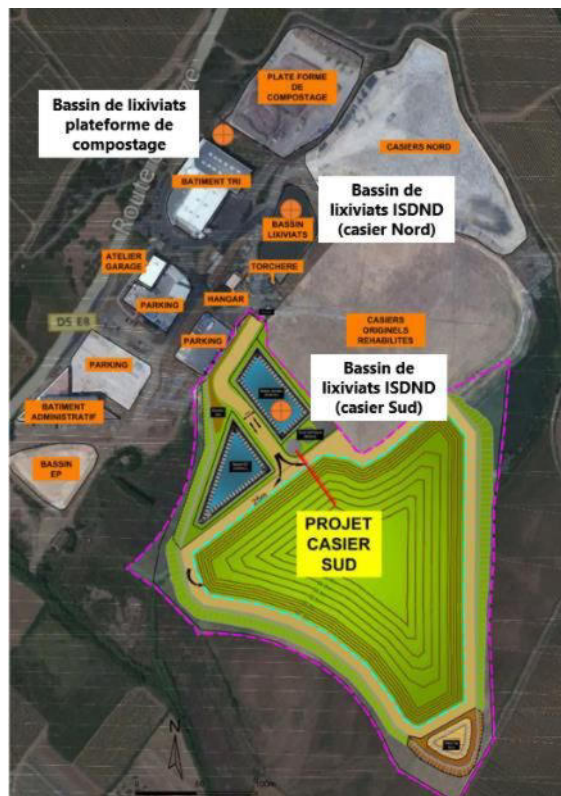 PLATE FORME
DE
COMPOSTAGE
Bassin de lixiviats
plateforme de
compostage
CASIERS NORD
BATIMENT TRI
Bassin de
lixiviats ISDND
(casier Nord)
BASSIN
LIXIVIATS
ATELIER
GARAGE
TORCHERE
PARKING
HANGAR
CASIERS
ORIGINELS
REHABILITES
D5 E8
PARKING
PARKING
Bassin de
lixiviats ISDND
(casier Sud)
BATIMENT
ADMINISTRATIF
BASSIN
EP
25m
PROJET
CASIER
SUD
N